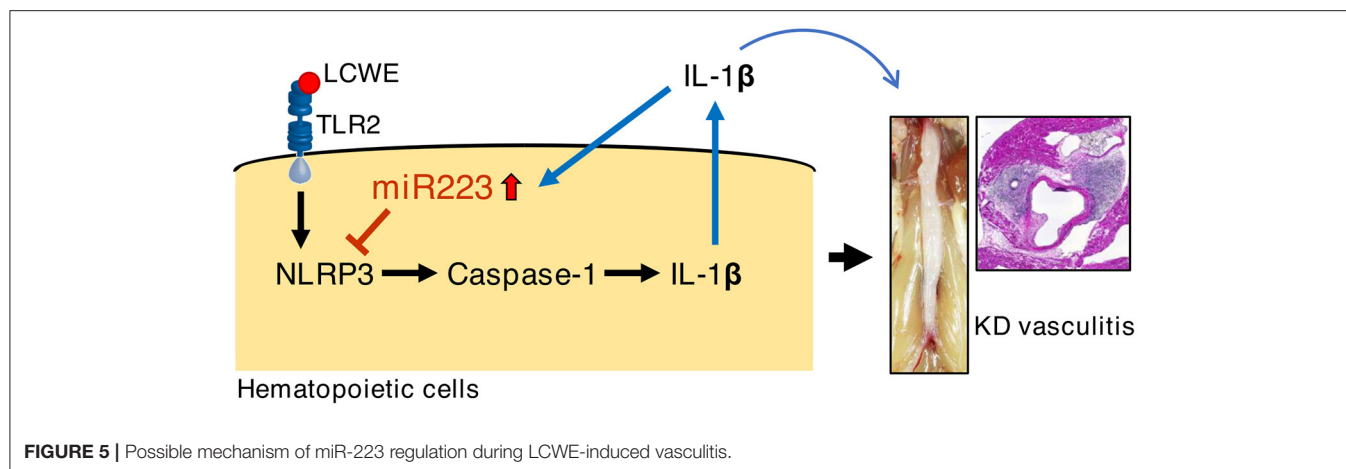 LCWE
TLR2
IL-1β
miR223
NLRP3
Caspase-1
IL-1β
KD vasculitis
Hematopoietic cells
FIGURE 5 | Possible mechanism of miR-223 regulation during LCWE-induced vasculitis.